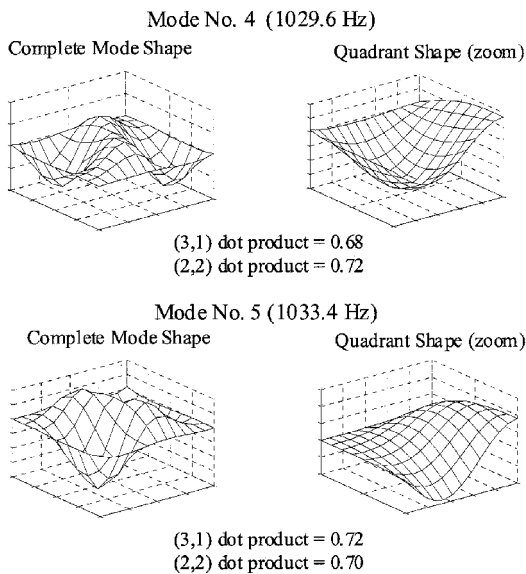 Mode No. 4 (1029.6 Hz)
Complete Mode Shape
Quadrant Shape (zoom)
(3,1) dot product = 0.68
(2,2) dot product = 0.72
Mode No. 5 (1033.4 Hz)
Complete Mode Shape
Quadrant Shape (zoom)
(3,1) dot product = 0.72
(2,2) dot product = 0.70